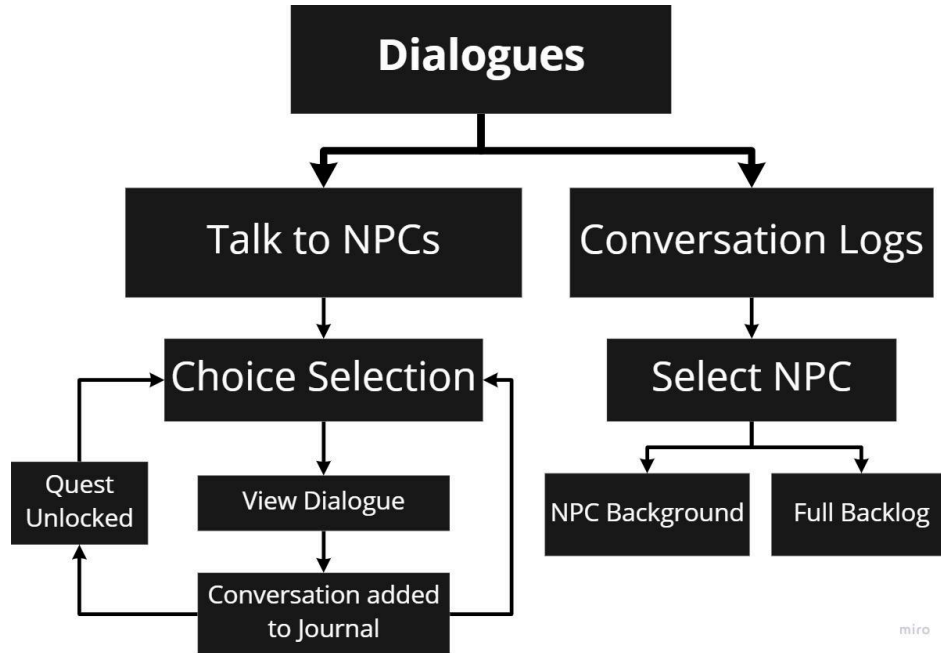 Dialogues
Talk to NPCs
Conversation Logs
Choice Selection
Select NPC
Quest
Unlocked
View Dialogue
NPC Background
Full Backlog
Conversation added
to Journal
miro